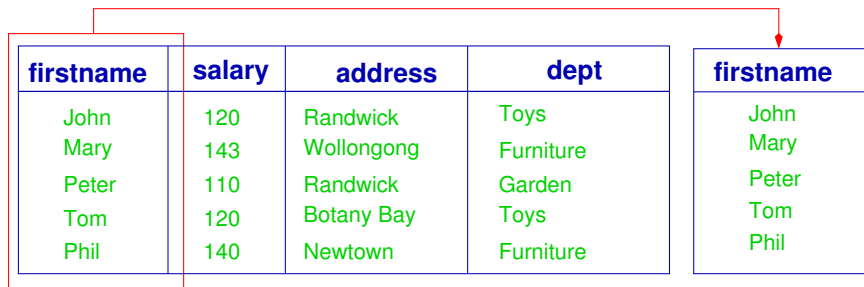 firstname salary address dept firstname
John 120 Randwick Toys John
Mary 143 Wollongong Furniture Mary
Peter 110 Randwick Garden Peter
Tom 120 Botany Bay Toys Tom
Phil 140 Newtown Furniture Phil